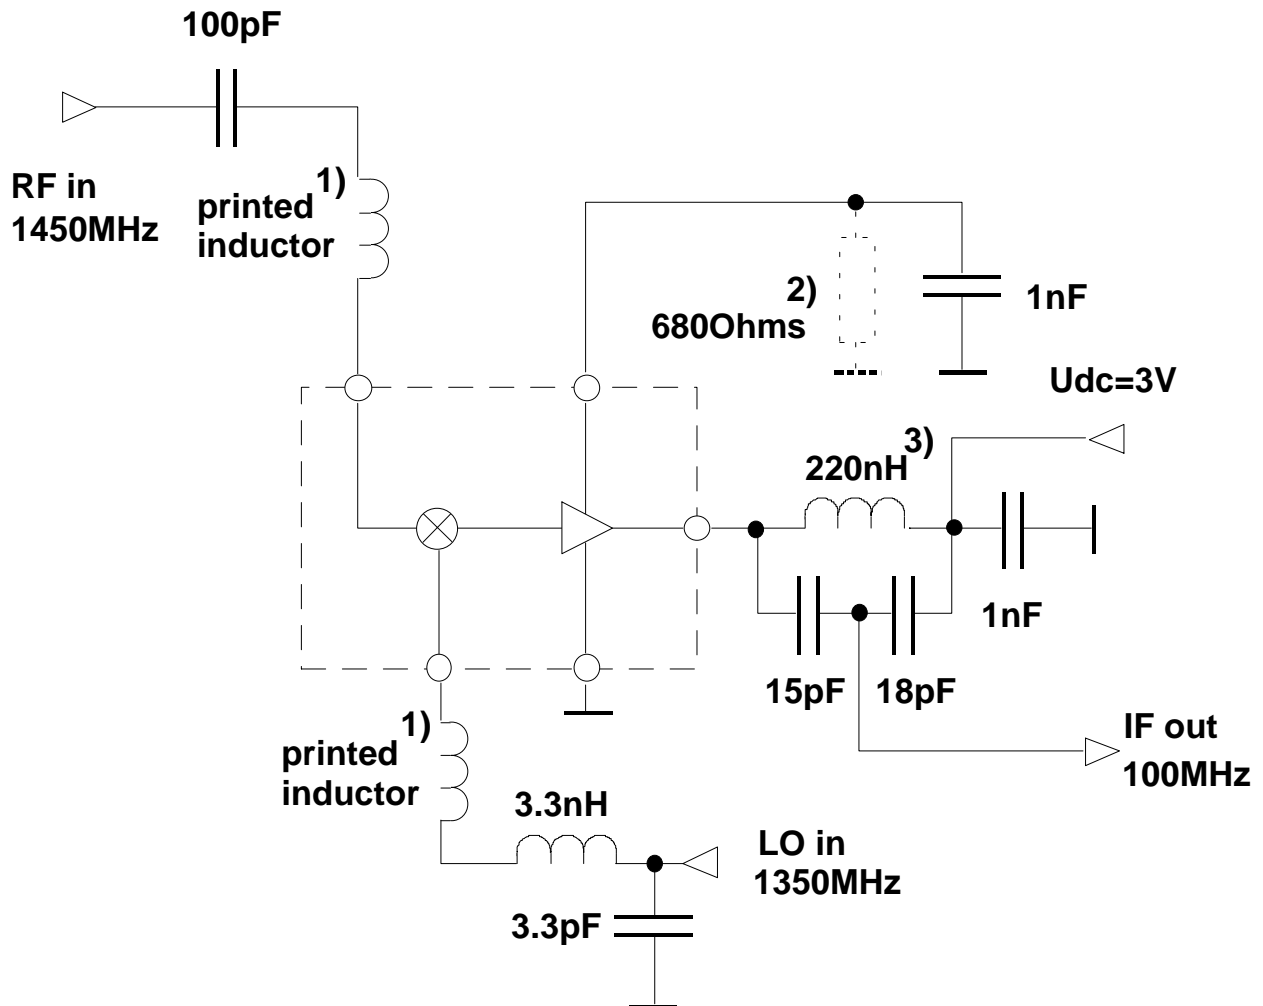 100pF
RF in
1450MHz
1)
printed
inductor
2)
680Ohms
1nF
Udc=3V
3)
220nH
1nF
15pF
18pF
IF out
100MHz
1)
printed
inductor
3.3nH
LO in
1350MHz
3.3pF